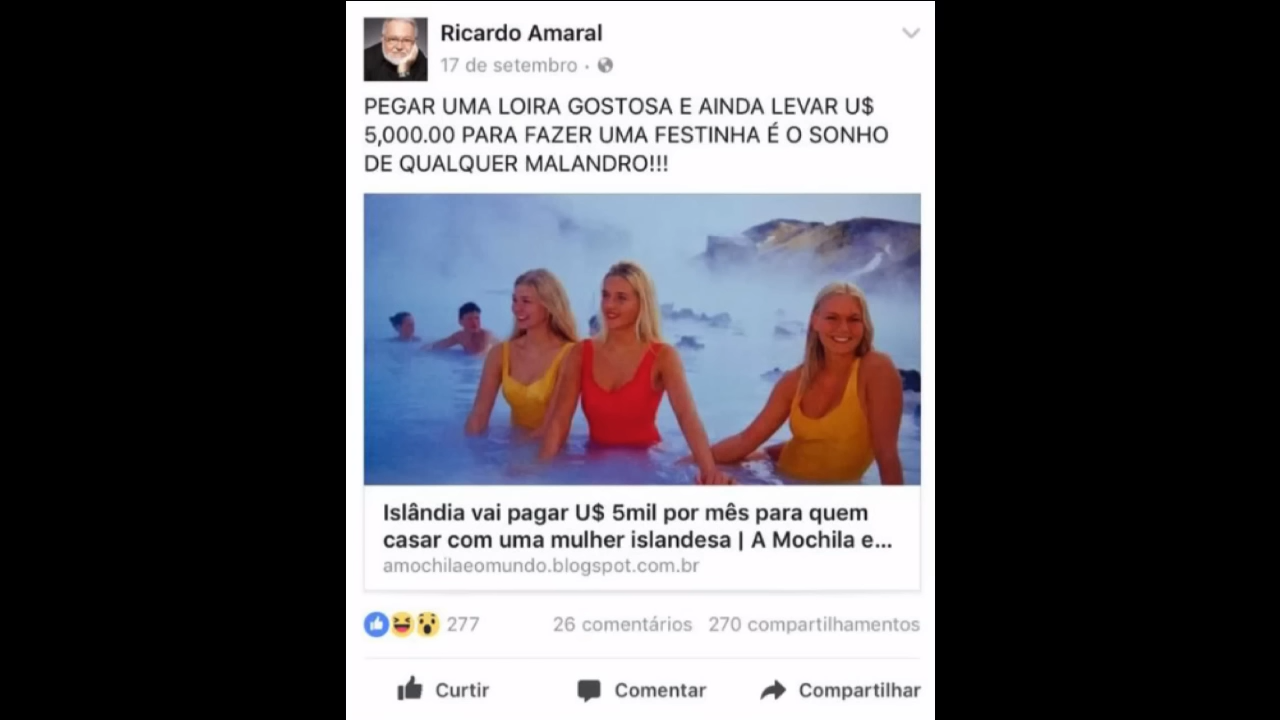 Ricardo Amaral
17 de setembro ·
PEGAR UMA LOIRA GOSTOSA E AINDA LEVAR U$
5,000.00 PARA FAZER UMA FESTINHA É O SONHO
DE QUALQUER MALANDRO!!!
Islândia vai pagar U$ 5mil por mês para quem
casar com uma mulher islandesa | A Mochila e...
amochilaeomundo.blogspot.com.br
277 26 comentários 270 compartilhamentos
Curtir Comentar Compartilhar